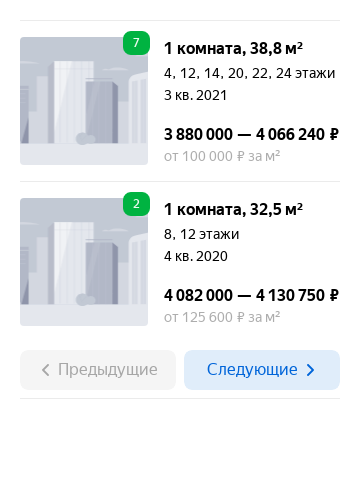 7
1 комната, 38,8 м²
4, 12, 14, 20, 22, 24 этажи
3 кв. 2021
3 880 000 — 4 066 240 ₽
от 100 000 ₽ за м²
2
1 комната, 32,5 м²
8, 12 этажи
4 кв. 2020
4 082 000 — 4 130 750 ₽
от 125 600 ₽ за м²
Предыдущие
Следующие